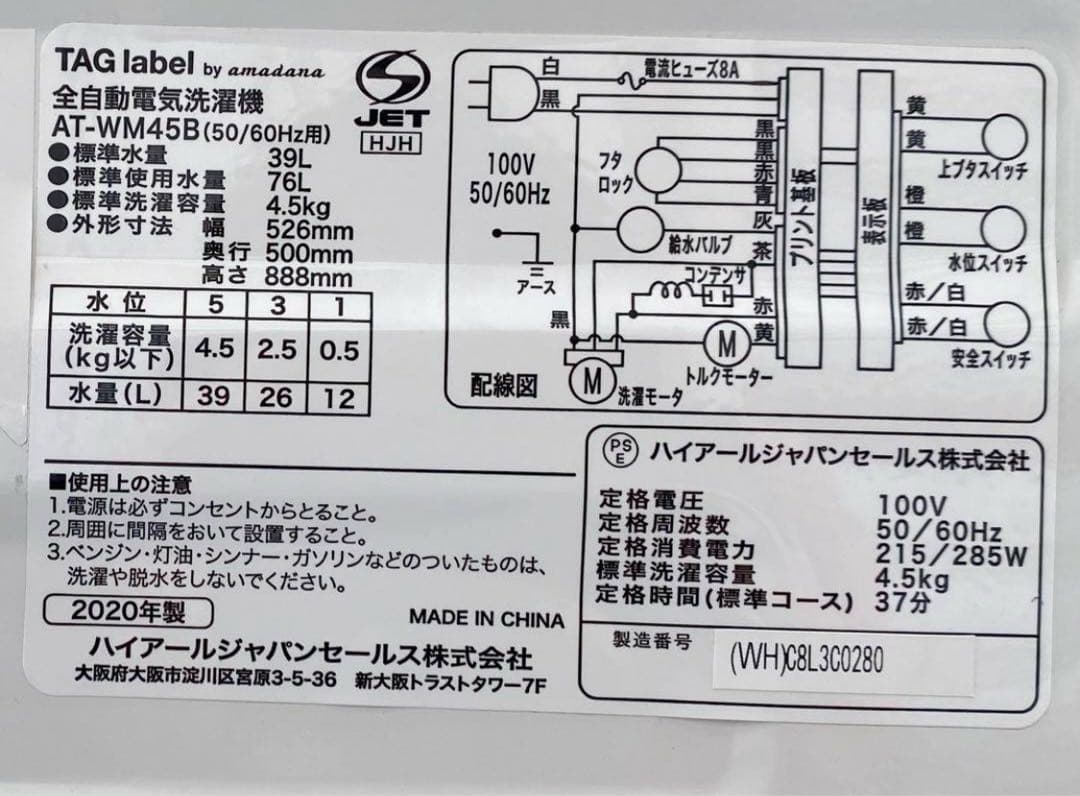 TAG label by amadana
全自動電気洗濯機
AT-WM45B(50/60Hz用)
●標準水量 39L
●標準使用水量 76L
●標準洗濯容量 4.5kg
●外形寸法 幅 526mm
奥行 500mm
高さ 888mm
JET
HJH
水位 5 3 1
洗濯容量(kg以下) 4.5 2.5 0.5
水量(L) 39 26 12
白
電流ヒューズ8A
黒
100V
50/60Hz
アース
フタ
ロック
黒
黒
赤
青
灰
給水バルブ
茶
コンデンサ
赤
黒
黄
M
トルクモーター
M
洗濯モータ
配線図
プリント基板
表示板
黄
黄
上ブタスイッチ
橙
橙
水位スイッチ
赤/白
赤/白
安全スイッチ
■使用上の注意
1.電源は必ずコンセントからとること。
2.周囲に間隔をおいて設置すること。
3.ベンジン・灯油・シンナー・ガソリンなどのついたものは、
洗濯や脱水をしないでください。
2020年製
MADE IN CHINA
ハイアールジャパンセールス株式会社
大阪府大阪市淀川区宮原3-5-36 新大阪トラストタワー7F
PSE ハイアールジャパンセールス株式会社
定格電圧 100V
定格周波数 50/60Hz
定格消費電力 215/285W
標準洗濯容量 4.5kg
定格時間(標準コース) 37分
製造番号 (WH)C8L3C0280